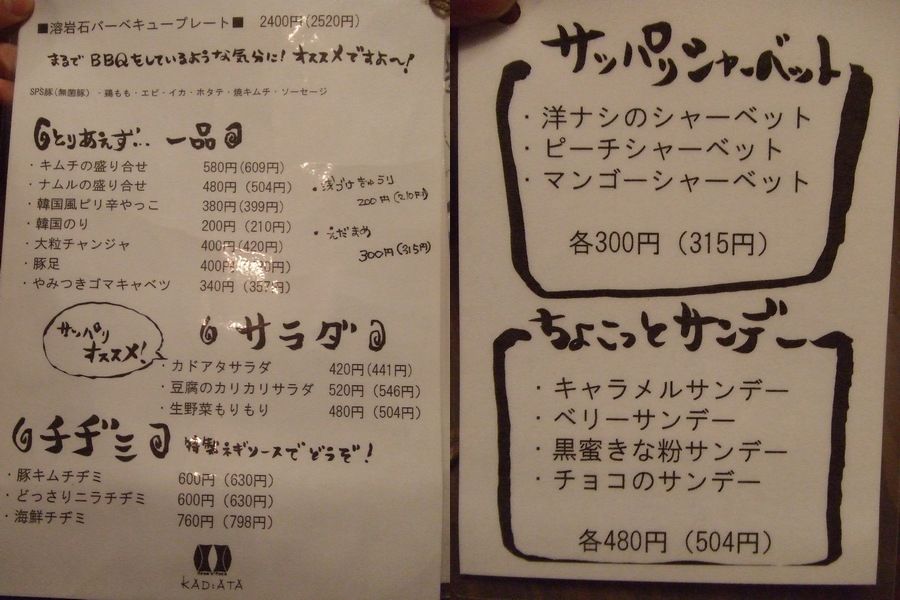 ■溶岩石バーベキュープレート■ 2400円(2520円)
まるでBBQをしているような気分に!オススメですよ〜!
SPS豚(無菌豚)・鶏もも・エビ・イカ・ホタテ・焼キムチ・ソーセージ
とりあえず… 一品
・キムチの盛り合せ 580円(609円)
・ナムルの盛り合せ 480円(504円)
・韓国風ピリ辛やっこ 380円(399円)
・韓国のり 200円(210円)
・大粒チャンジャ 400円(420円)
・豚足 400円
・やみつきゴマキャベツ 340円(357円)
・浅づけきゅうり
200円(210円)
・えだまめ
300円(315円)
サッパリ
オススメ!
サラダ
・カドアタサラダ 420円(441円)
・豆腐のカリカリサラダ 520円(546円)
・生野菜もりもり 480円(504円)
チヂミ 特製ネギソースでどうぞ!
・豚キムチヂミ 600円(630円)
・どっさりニラチヂミ 600円(630円)
・海鮮チヂミ 760円(798円)
KAD:ATA
サッパリシャーベット
・洋ナシのシャーベット
・ピーチシャーベット
・マンゴーシャーベット
各300円(315円)
ちょこっとサンデー
・キャラメルサンデー
・ベリーサンデー
・黒蜜きな粉サンデー
・チョコのサンデー
各480円(504円)